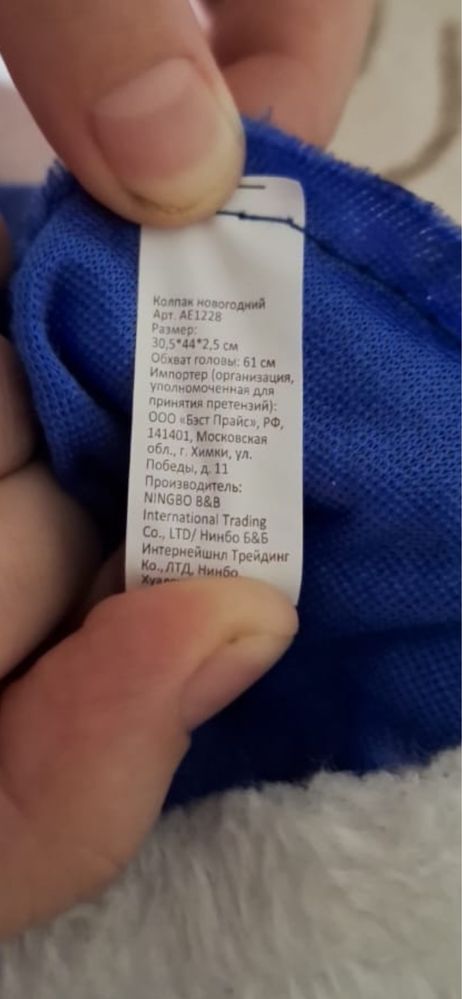 Колпак новогодний
Арт. AE1228
Размер:
30,5*44*2,5 см
Обхват головы: 61 см
Импортер (организация,
уполномоченная для
принятия претензий):
ООО «Бэст Прайс», РФ,
141401, Московская
обл., г. Химки, ул.
Победы, д. 11
Производитель:
NINGBO B&B
International Trading
Co., LTD/ Нинбо Б&Б
Интернейшнл Трейдинг
Ко., ЛТД, Нинбо